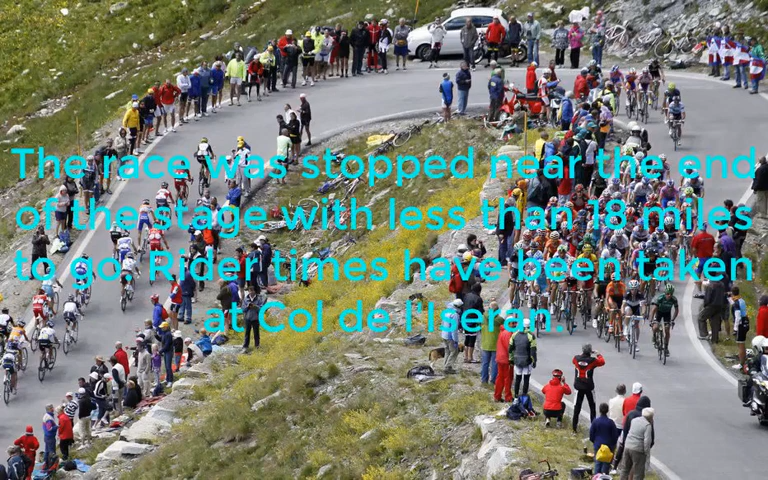 The race was stopped near the end
of the stage with less than 18 miles
to go. Rider times have been taken
at Col de l'Iseran.